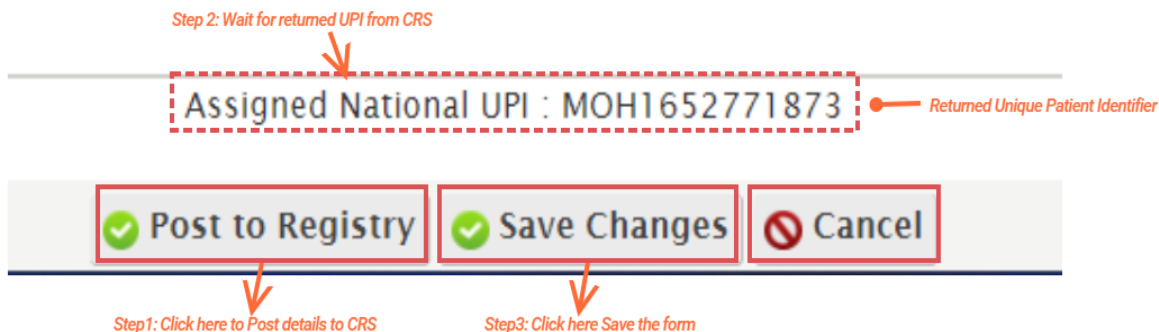 Step 2: Wait for returned UPI from CRS
Assigned National UPI : MOH1652771873
Returned Unique Patient Identifier
Post to Registry
Save Changes
Cancel
Step1: Click here to Post details to CRS
Step3: Click here Save the form